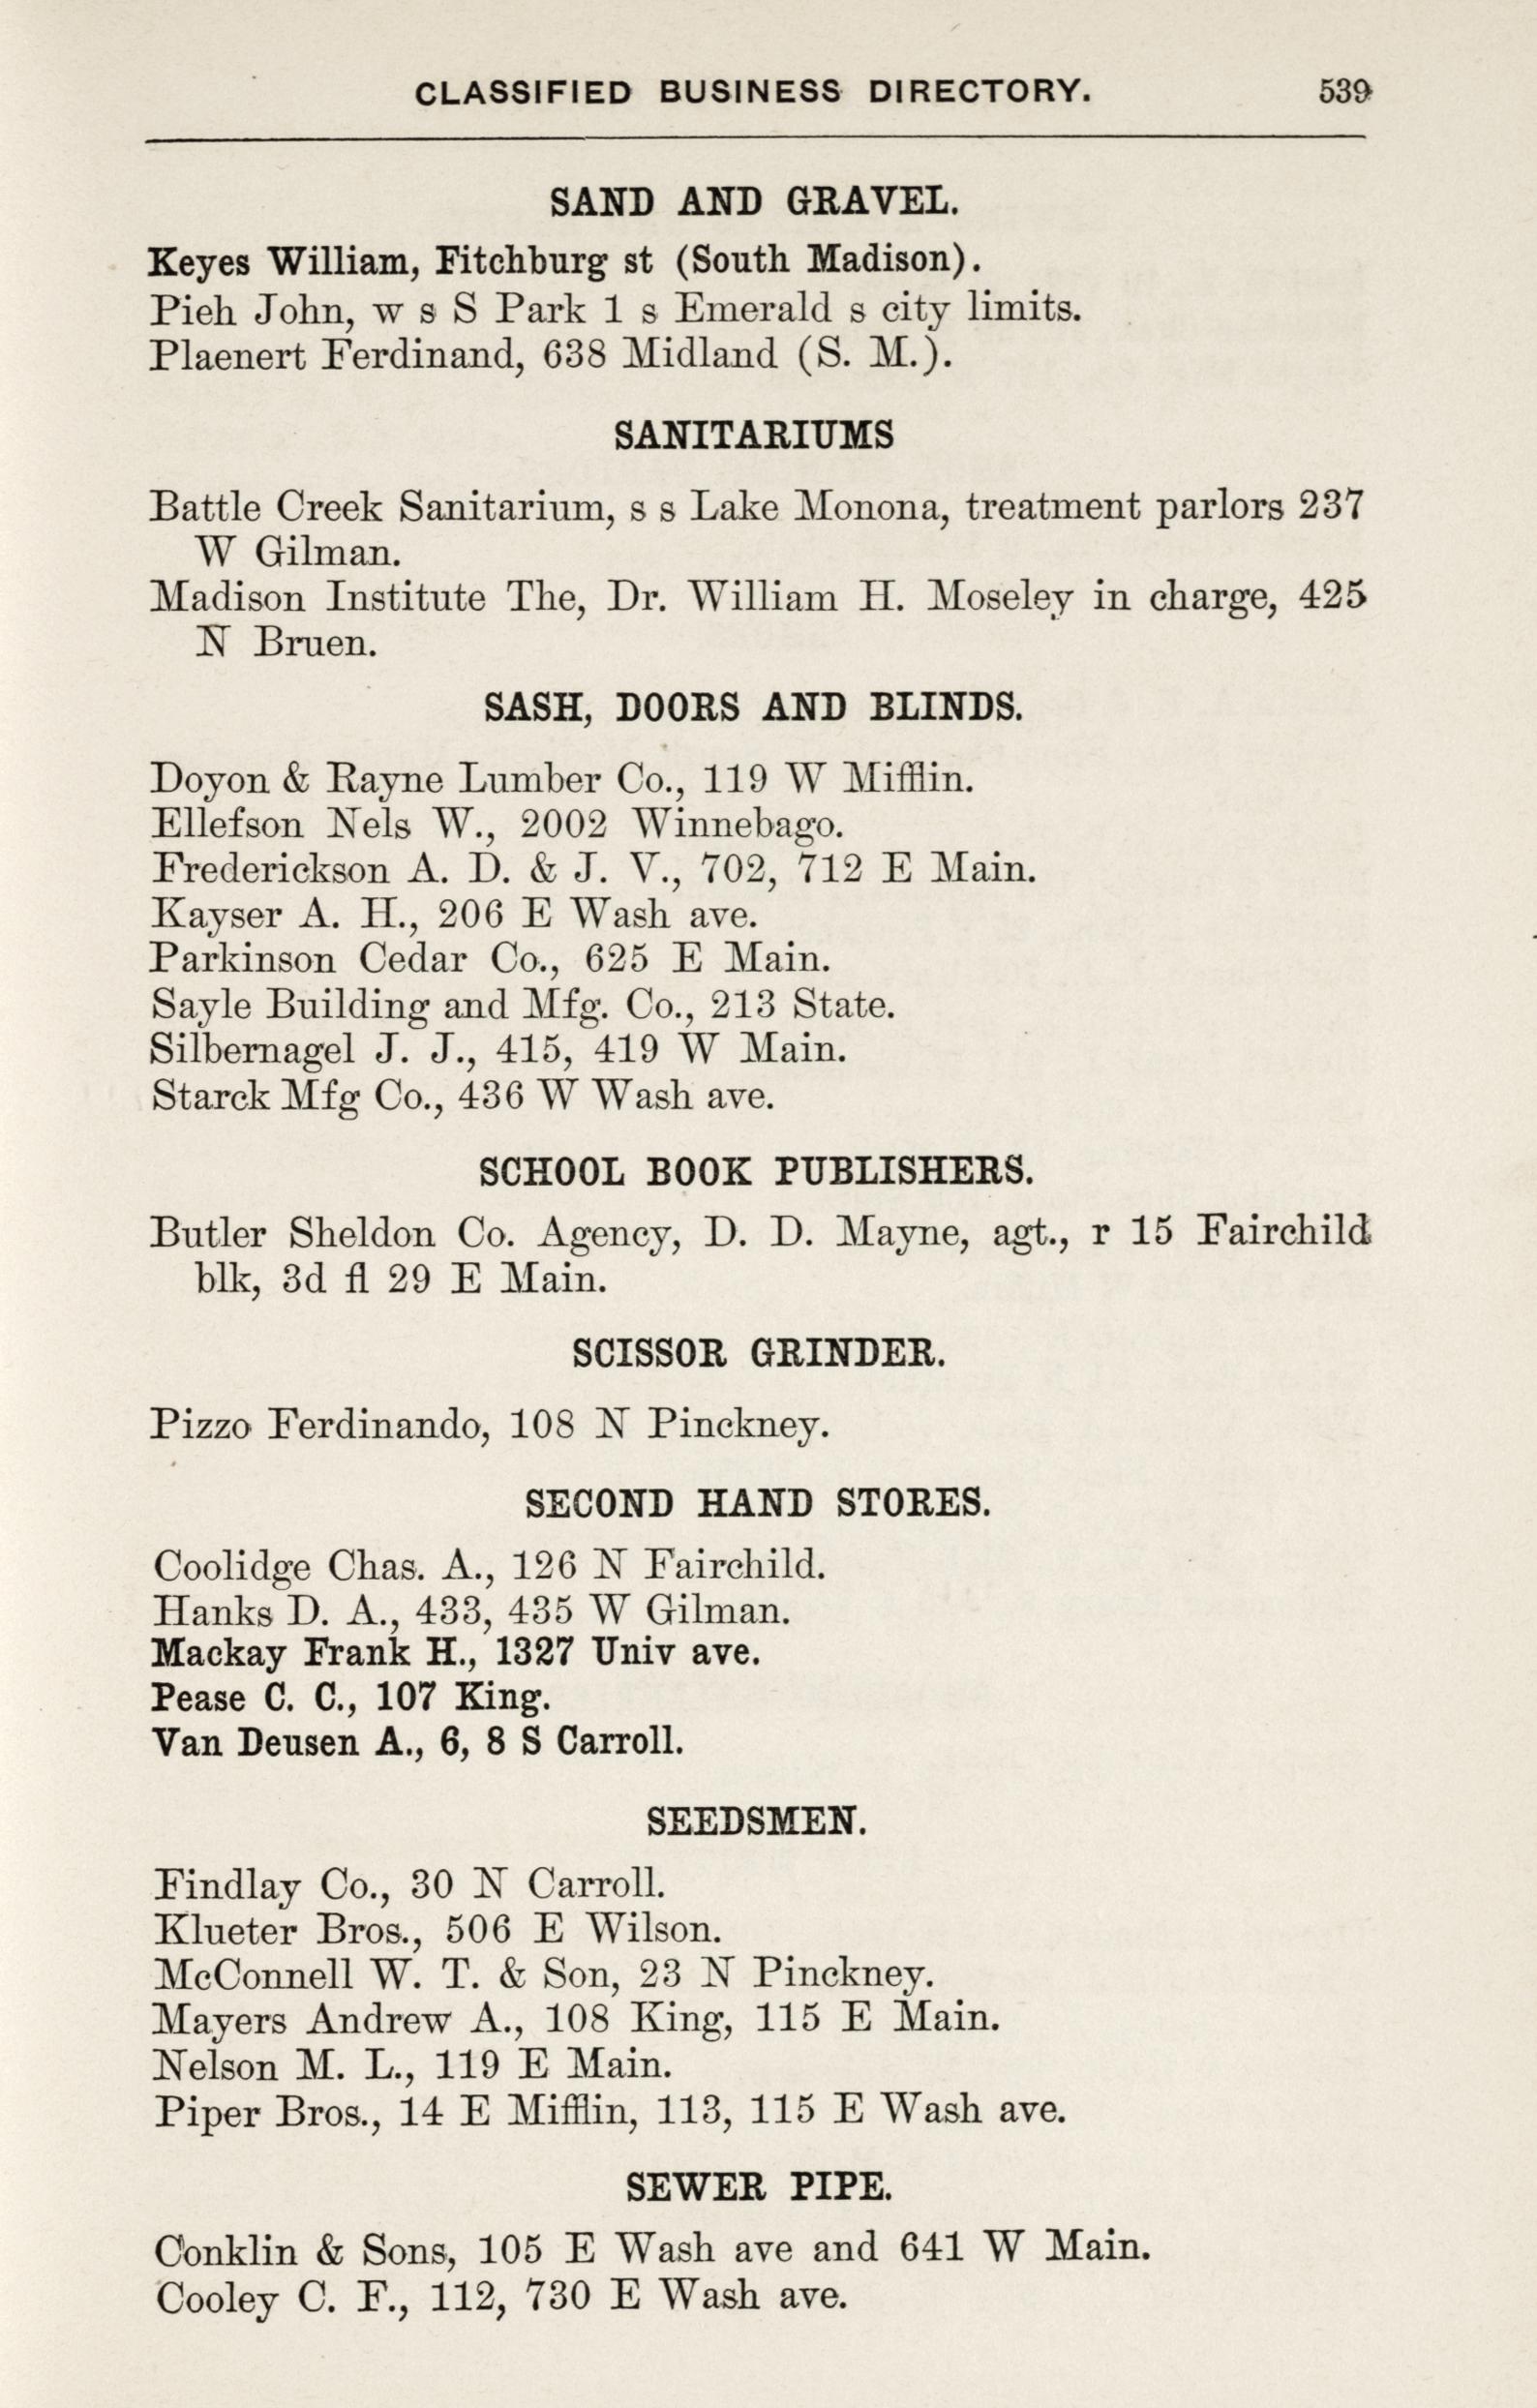 CLASSIFIED BUSINESS DIRECTORY. 539
SAND AND GRAVEL.
Keyes William, Fitchburg st (South Madison).
Pieh John, w s S Park 1 s Emerald s city limits.
Plaenert Ferdinand, 638 Midland (S. M.).
SANITARIUMS
Battle Creek Sanitarium, s s Lake Monona, treatment parlors 237
W Gilman.
Madison Institute The, Dr. William H. Moseley in charge, 425
N Bruen.
SASH, DOORS AND BLINDS.
Doyon & Rayne Lumber Co., 119 W Mifflin.
Ellefson Nels W., 2002 Winnebago.
Frederickson A. D. & J. V., 702, 712 E Main.
Kayser A. H., 206 E Wash ave.
Parkinson Cedar Co., 625 E Main.
Sayle Building and Mfg. Co., 213 State.
Silbernagel J. J., 415, 419 W Main.
Starck Mfg Co., 436 W Wash ave.
SCHOOL BOOK PUBLISHERS.
Butler Sheldon Co. Agency, D. D. Mayne, agt., r 15 Fairchild
blk, 3d fl 29 E Main.
SCISSOR GRINDER.
Pizzo Ferdinando, 108 N Pinckney.
SECOND HAND STORES.
Coolidge Chas. A., 126 N Fairchild.
Hanks D. A., 433, 435 W Gilman.
Mackay Frank H., 1327 Univ ave.
Pease C. C., 107 King.
Van Deusen A., 6, 8 S Carroll.
SEEDSMEN.
Findlay Co., 30 N Carroll.
Klueter Bros., 506 E Wilson.
McConnell W. T. & Son, 23 N Pinckney.
Mayers Andrew A., 108 King, 115 E Main.
Nelson M. L., 119 E Main.
Piper Bros., 14 E Mifflin, 113, 115 E Wash ave.
SEWER PIPE.
Conklin & Sons, 105 E Wash ave and 641 W Main.
Cooley C. F., 112, 730 E Wash ave.